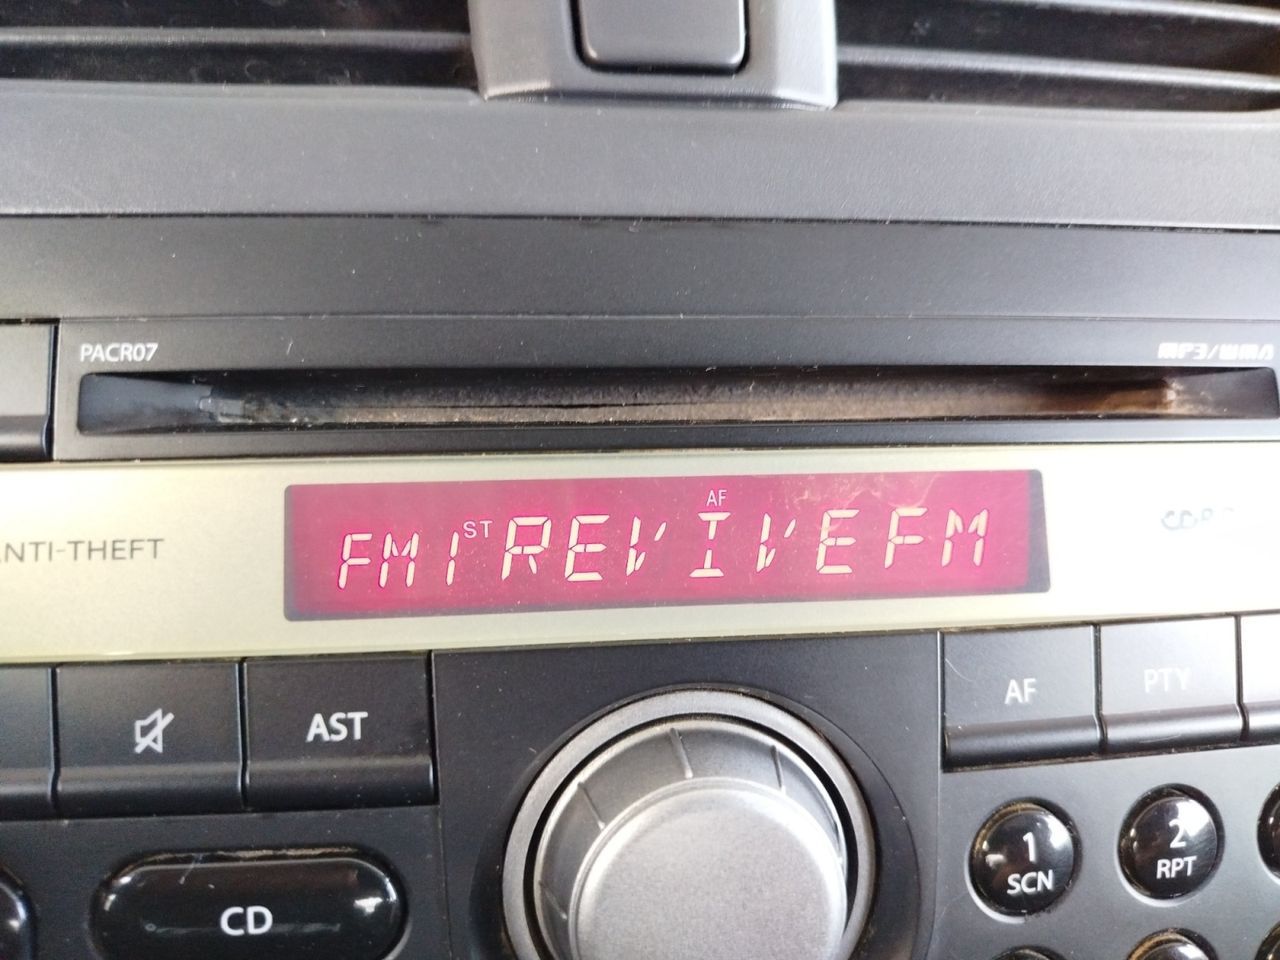 PACR07 MP3/WMA
AF
ANTI-THEFT FM1 ST REVIVEFM
AST AF PTY
1 2
SCN RPT
CD